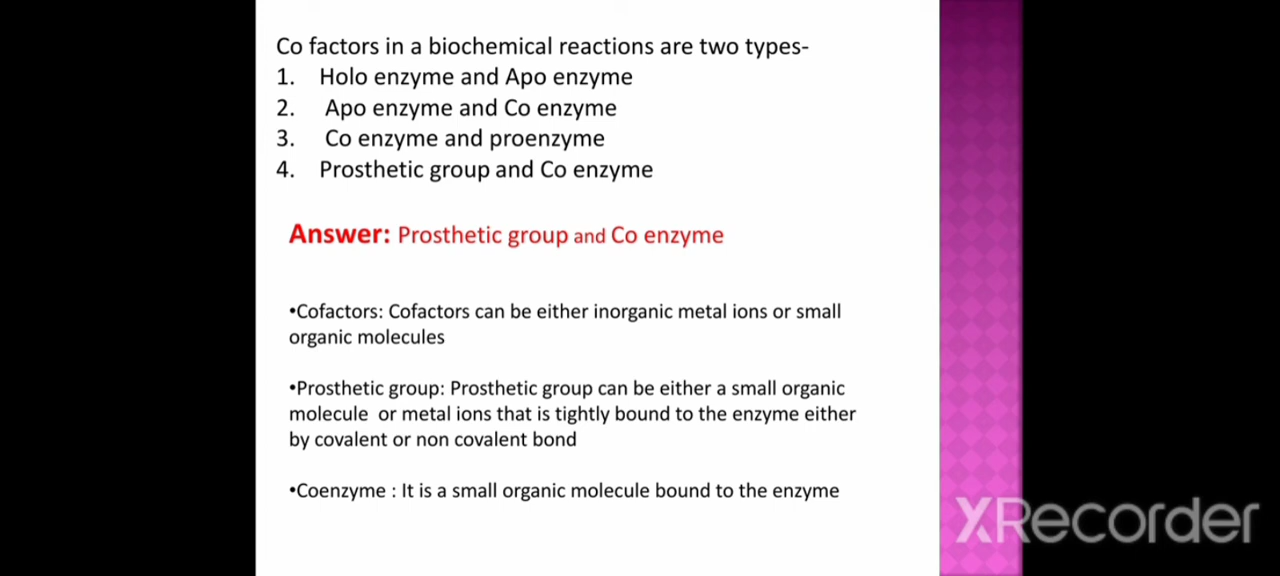 Co factors in a biochemical reactions are two types-
1. Holo enzyme and Apo enzyme
2. Apo enzyme and Co enzyme
3. Co enzyme and proenzyme
4. Prosthetic group and Co enzyme
Answer: Prosthetic group and Co enzyme
•Cofactors: Cofactors can be either inorganic metal ions or small
organic molecules
•Prosthetic group: Prosthetic group can be either a small organic
molecule or metal ions that is tightly bound to the enzyme either
by covalent or non covalent bond
•Coenzyme : It is a small organic molecule bound to the enzyme
XRecorder